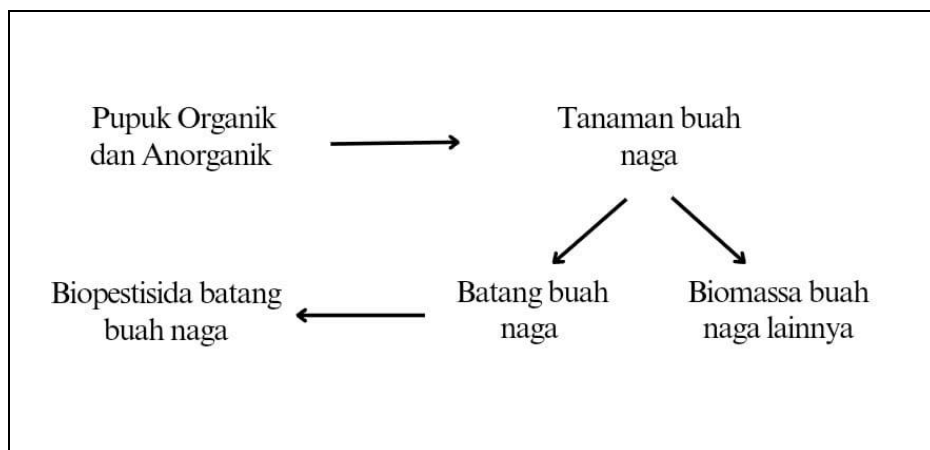 Pupuk Organik
dan Anorganik
Tanaman buah
naga
Biopestisida batang
buah naga
Batang buah
naga
Biomassa buah
naga lainnya